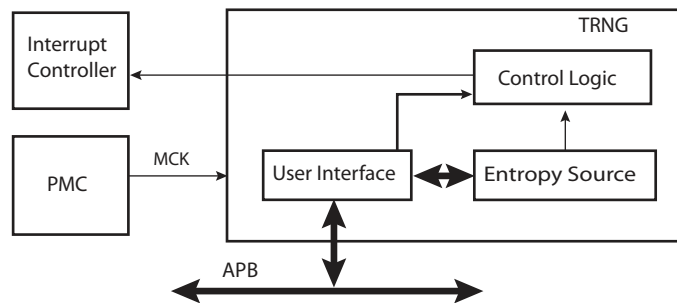 TRNG
Interrupt
Controller
Control Logic
MCK
PMC
User Interface
Entropy Source
APB